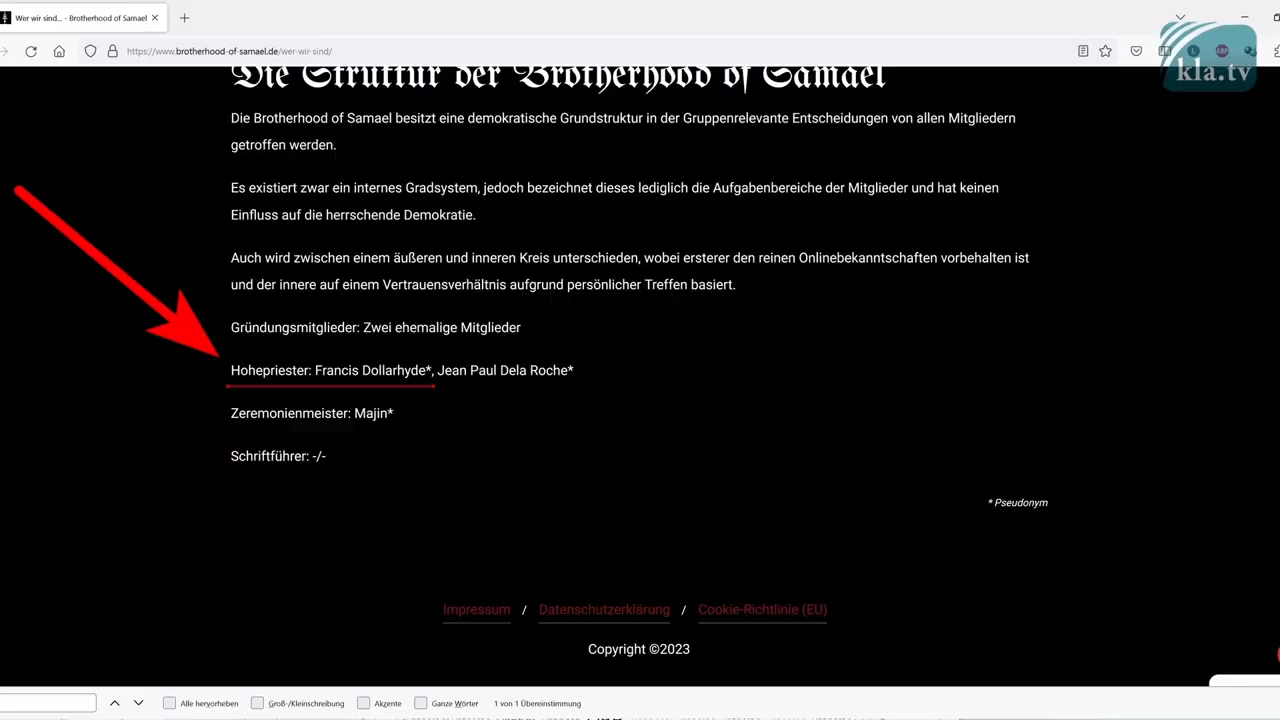 Wer wir sind... - Brotherhood of Samael
https://www.brotherhood-of-samael.de/wer-wir-sind/
kla.tv
Die Struktur der Brotherhood of Samael
Die Brotherhood of Samael besitzt eine demokratische Grundstruktur in der Gruppenrelevante Entscheidungen von allen Mitgliedern
getroffen werden.
Es existiert zwar ein internes Gradsystem, jedoch bezeichnet dieses lediglich die Aufgabenbereiche der Mitglieder und hat keinen
Einfluss auf die herrschende Demokratie.
Auch wird zwischen einem äußeren und inneren Kreis unterschieden, wobei ersterer den reinen Onlinebekanntschaften vorbehalten ist
und der innere auf einem Vertrauensverhältnis aufgrund persönlicher Treffen basiert.
Gründungsmitglieder: Zwei ehemalige Mitglieder
Hohepriester: Francis Dollarhyde*, Jean Paul Dela Roche*
Zeremonienmeister: Majin*
Schriftführer: -/-
* Pseudonym
Impressum / Datenschutzerklärung / Cookie-Richtlinie (EU)
Copyright ©2023
Alle hervorheben Groß-/Kleinschreibung Akzente Ganze Wörter 1 von 1 Übereinstimmung